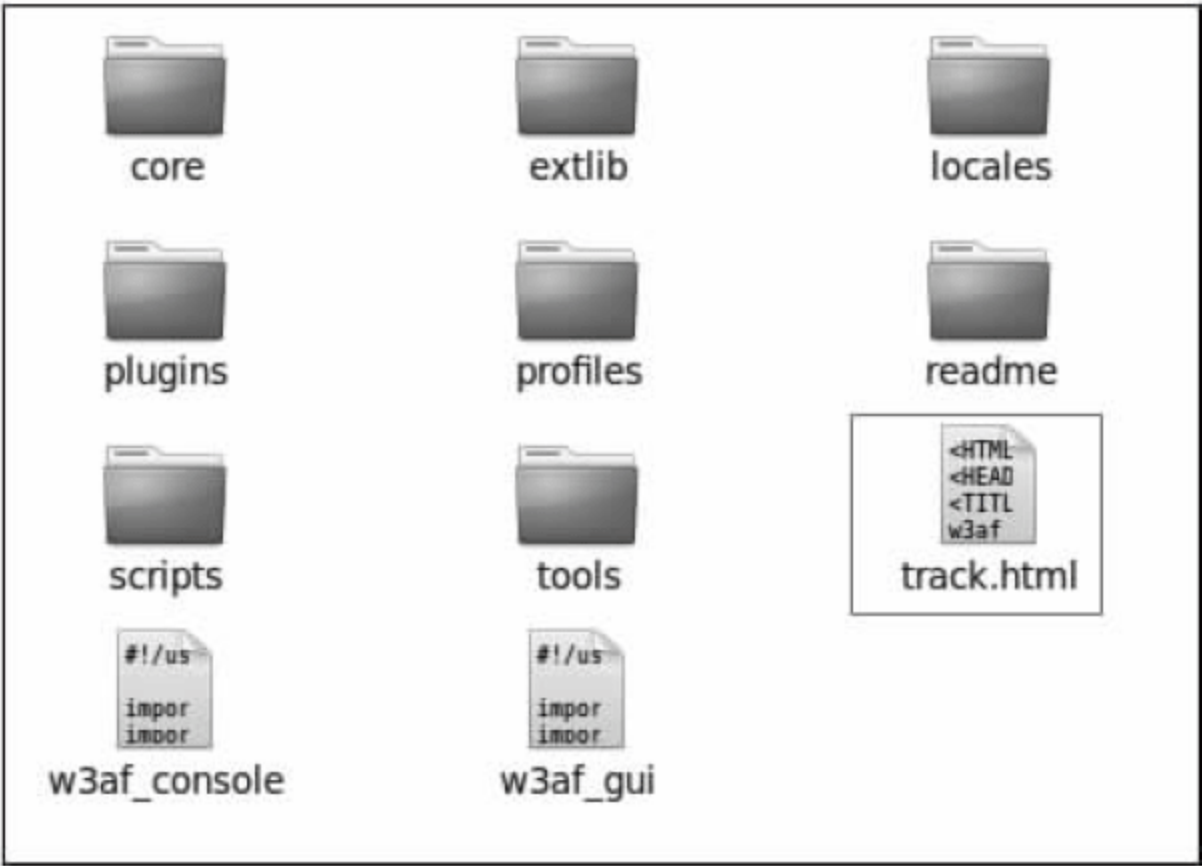 core extlib locales
plugins profiles readme
<HTML
<HEAD
<TITL
w3af
scripts tools track.html
#!/us #!/us
impor impor
impor impor
w3af_console w3af_gui